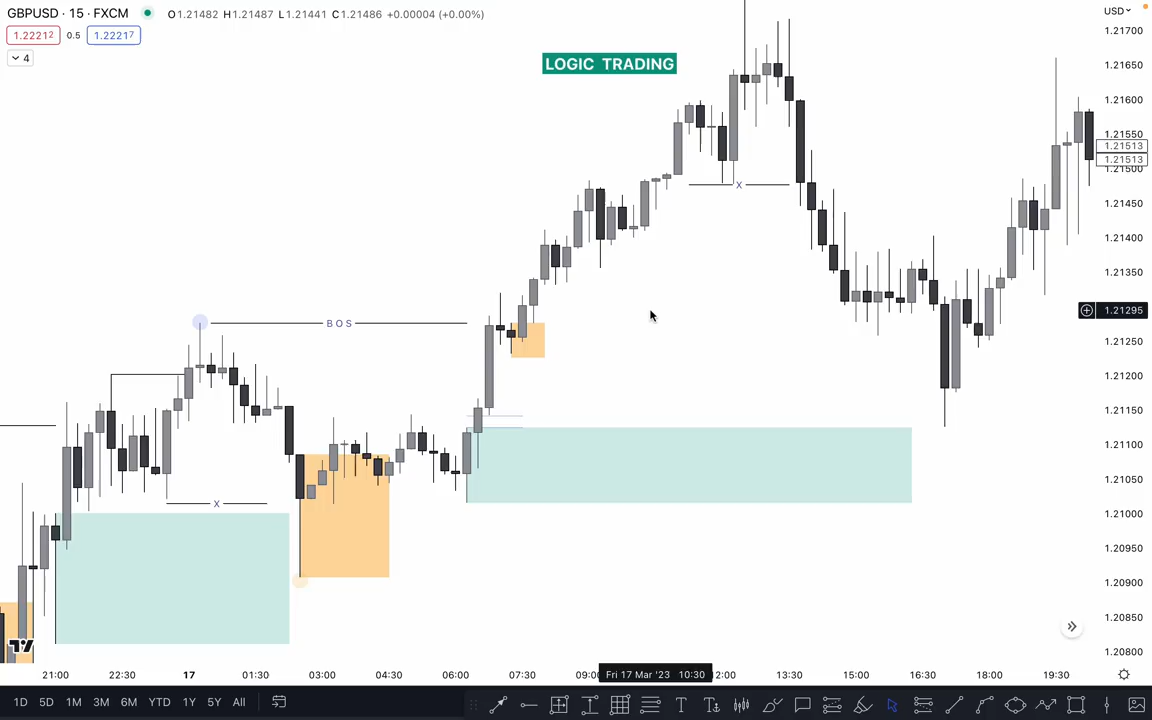 GBPUSD · 15 · FXCM O1.21482 H1.21487 L1.21441 C1.21486 +0.00004 (+0.00%)
1.22212 0.5 1.22217
4
LOGIC TRADING
USD
1.21700
1.21650
1.21600
1.21550
1.21513
1.21513
1.21500
1.21450
1.21400
1.21350
1.21295
1.21250
1.21200
1.21150
1.21100
1.21050
1.21000
1.20950
1.20900
1.20850
1.20800
X
BOS
X
21:00 22:30 17 01:30 03:00 04:30 06:00 07:30 09:00 Fri 17 Mar '23 10:30 2:00 13:30 15:00 16:30 18:00 19:30
1D 5D 1M 3M 6M YTD 1Y 5Y All